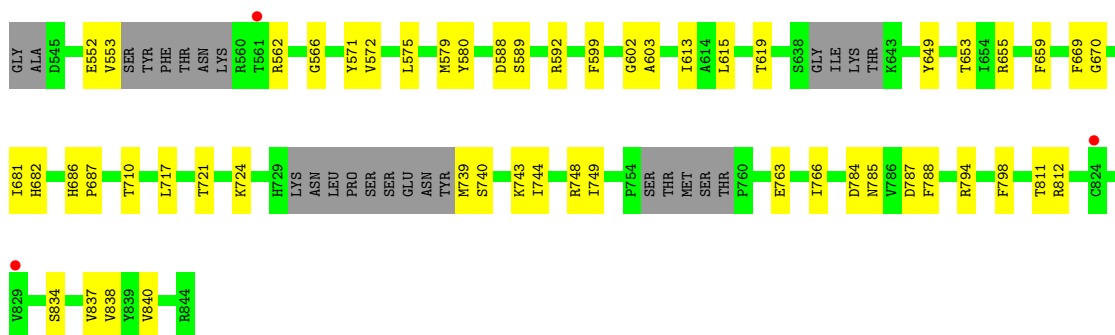 GLY ALA D545 E552 V553 SER TYR PHE THR ASN LYS R560 T561 R562 G566 Y571 V572 L575 M579 Y580 D588 S589 R592 F599 G602 A603 I613 A614 L615 T619 S638 GLY ILE LYS THR K643 Y649 T653 I654 R655 F659 F669 G670
I681 H682 H686 P687 T710 L717 T721 K724 H729 LYS ASN LEU PRO SER SER GLU ASN TYR M739 S740 K743 I744 R748 I749 P754 SER THR MET SER THR P760 E763 I766 D784 N785 V786 D787 F788 R794 F798 T811 R812 C824
V829 S834 V837 V838 Y839 V840 R844